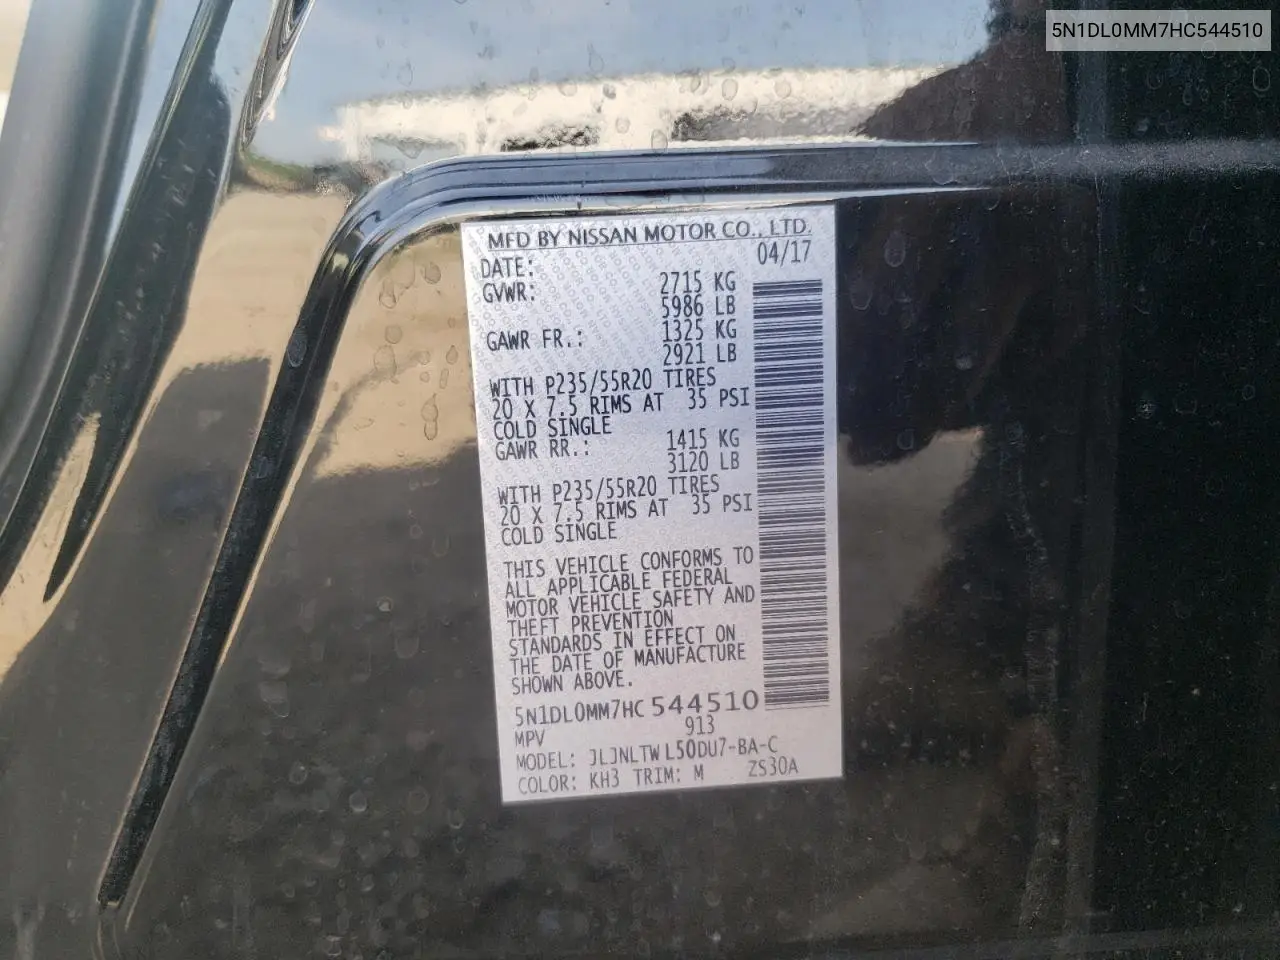 5N1DL0MM7HC544510
MFD BY NISSAN MOTOR CO., LTD.
DATE: 04/17
GVWR: 2715 KG
5986 LB
GAWR FR.: 1325 KG
2921 LB
WITH P235/55R20 TIRES
20 X 7.5 RIMS AT 35 PSI
COLD SINGLE
GAWR RR.: 1415 KG
3120 LB
WITH P235/55R20 TIRES
20 X 7.5 RIMS AT 35 PSI
COLD SINGLE
THIS VEHICLE CONFORMS TO
ALL APPLICABLE FEDERAL
MOTOR VEHICLE SAFETY AND
THEFT PREVENTION
STANDARDS IN EFFECT ON
THE DATE OF MANUFACTURE
SHOWN ABOVE.
5N1DL0MM7HC 544510
MPV 913
MODEL: JLJNLTWL50DU7-BA-C
COLOR: KH3 TRIM: M ZS30A